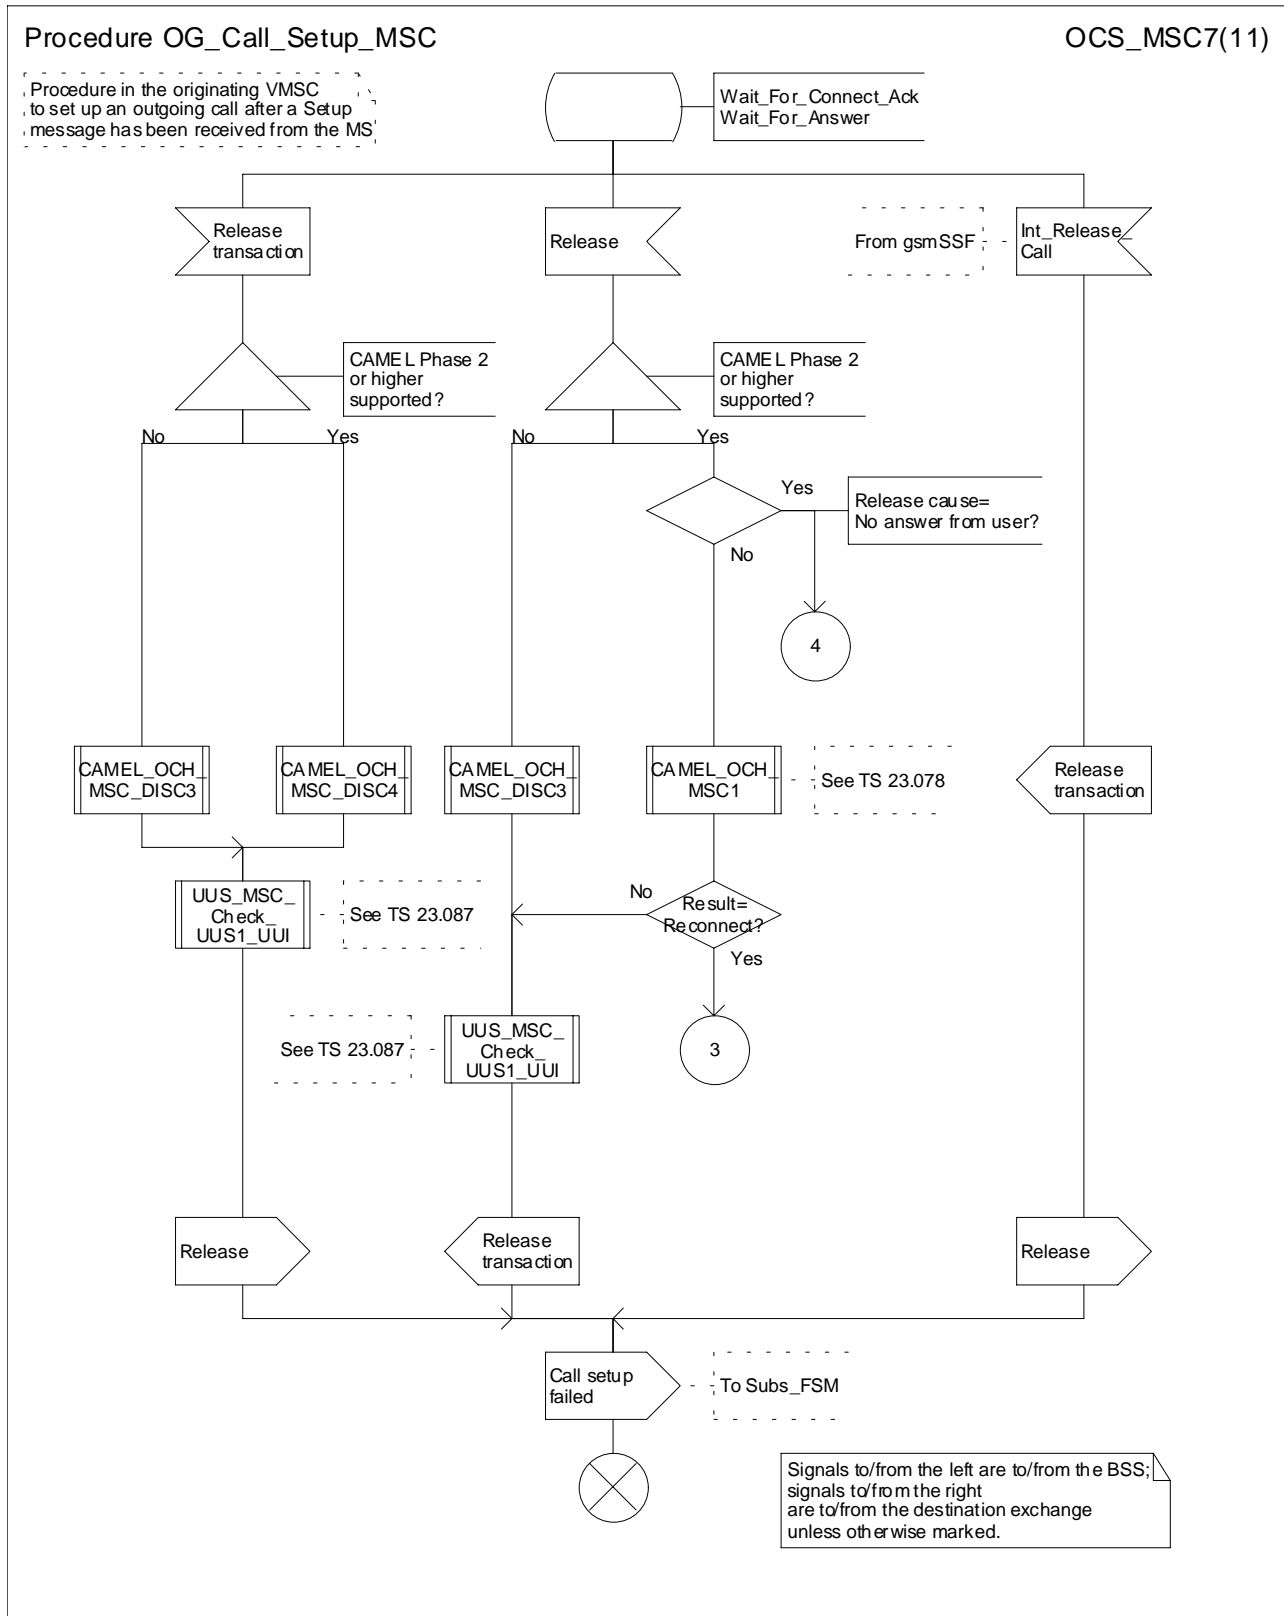 Procedure OG_Call_Setup_MSC
OCS_MSC7(11)
Procedure in the originating VMSC
to set up an outgoing call after a Setup
message has been received from the MS
Wait_For_Connect_Ack
Wait_For_Answer
Release
transaction
Release
From gsmSSF
Int_Release_
Call
CAMEL Phase 2
or higher
supported?
CAMEL Phase 2
or higher
supported?
No
Yes
No
Yes
Yes
Release cause=
No answer from user?
No
4
CAMEL_OCH_
MSC_DISC3
CAMEL_OCH_
MSC_DISC4
CAMEL_OCH_
MSC_DISC3
CAMEL_OCH_
MSC1
See TS 23.078
Release
transaction
UUS_MSC_
Check_
UUS1_UUI
See TS 23.087
No
Result=
Reconnect?
Yes
See TS 23.087
UUS_MSC_
Check_
UUS1_UUI
3
Release
Release
transaction
Release
Call setup
failed
To Subs_FSM
Signals to/from the left are to/from the BSS;
signals to/from the right
are to/from the destination exchange
unless otherwise marked.